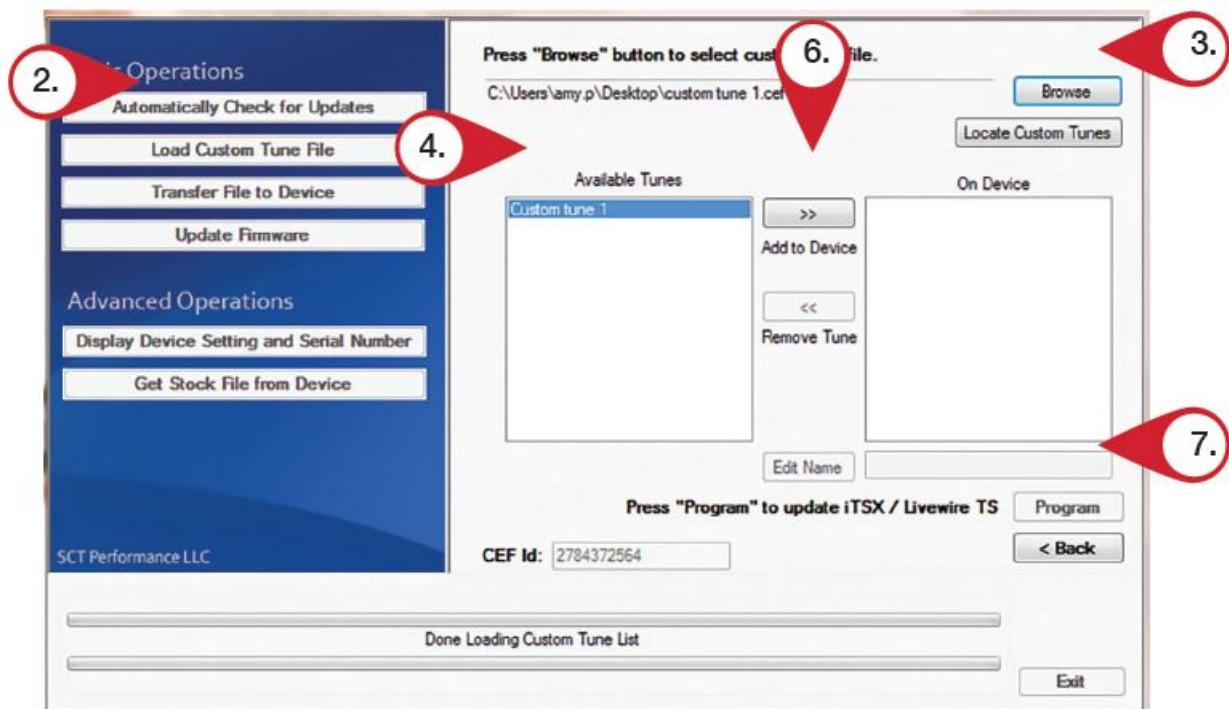 2.
3.
4.
6.
7.
Operations
Automatically Check for Updates
Load Custom Tune File
Transfer File to Device
Update Firmware
Advanced Operations
Display Device Setting and Serial Number
Get Stock File from Device
SCT Performance LLC
Press "Browse" button to select file.
C:\Users\amy.p\Desktop\custom tune 1.cef
Browse
Locate Custom Tunes
Available Tunes
On Device
Custom tune 1
>>
Add to Device
<<
Remove Tune
Edit Name
Press "Program" to update iTSX / Livewire TS
Program
CEF Id: 2784372564
< Back
Done Loading Custom Tune List
Exit